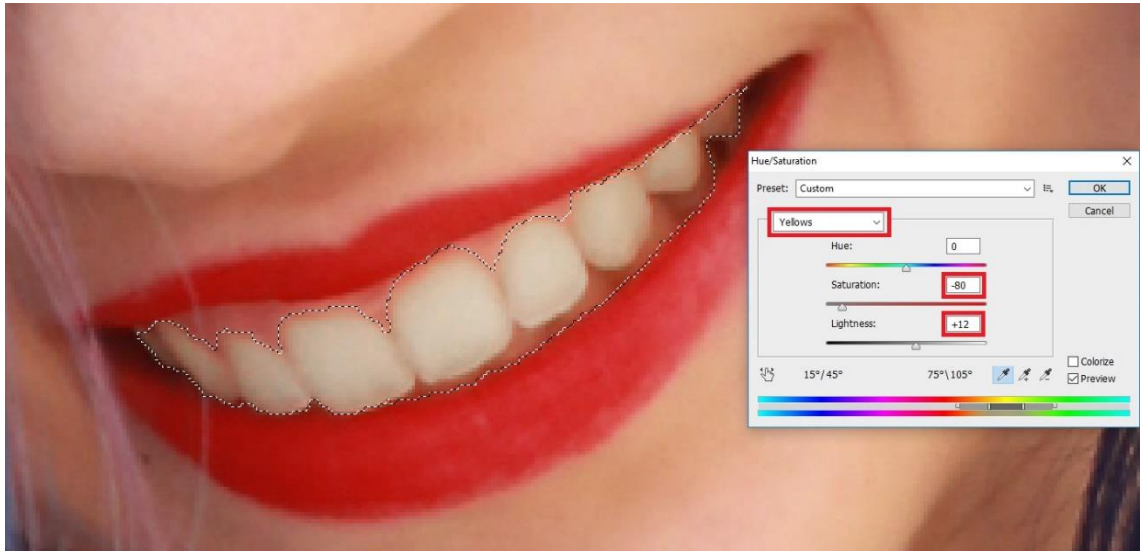 Hue/Saturation
Preset: Custom
OK
Cancel
Yellows
Hue: 0
Saturation: -80
Lightness: +12
15°/45° 75°\105°
Colorize
Preview